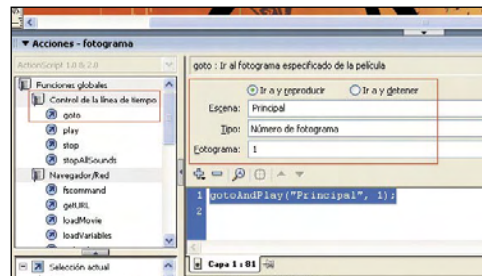 Acciones - fotograma
ActionScript 1.0 & 2.0
Funciones globales
Control de la línea de tiempo
goto
play
stop
stopAllSounds
Navegador/Red
fscommand
getURL
loadMovie
loadVariables
Selección actual
goto : Ir al fotograma especificado de la película
Ir a y reproducir
Ir a y detener
Escena: Principal
Tipo: Número de fotograma
Fotograma: 1
1 gotoAndPlay("Principal", 1);
2
Capa 1 : 81